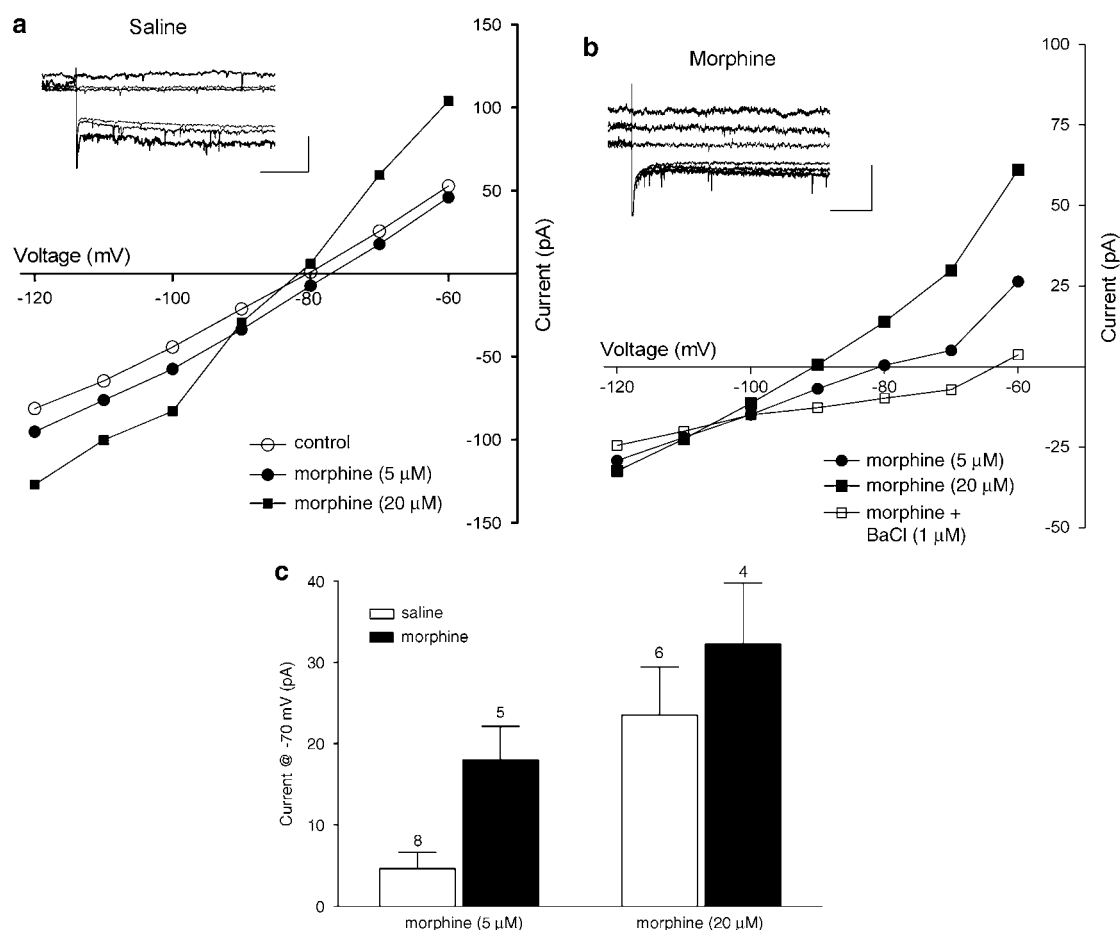 a
Saline
150
100
50
-50
-100
-150
Current (pA)
Voltage (mV)
-120
-100
-80
-60
control
morphine (5 µM)
morphine (20 µM)
b
Morphine
100
75
50
25
-25
-50
Current (pA)
Voltage (mV)
-120
-100
-80
-60
morphine (5 µM)
morphine (20 µM)
morphine +
BaCl (1 µM)
c
40
30
20
10
0
Current @ -70 mV (pA)
saline
morphine
8
5
6
4
morphine (5 µM)
morphine (20 µM)